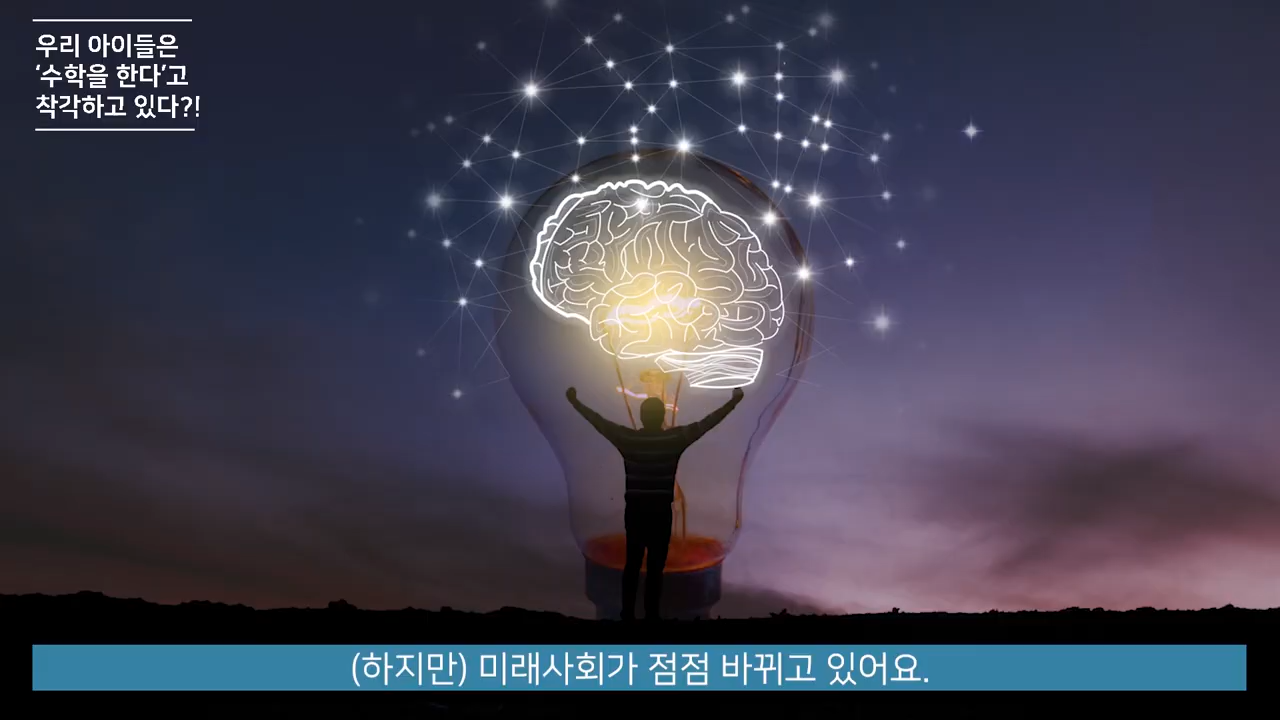 우리 아이들은
‘수학을 한다’고
착각하고 있다?!
(하지만) 미래사회가 점점 바뀌고 있어요.